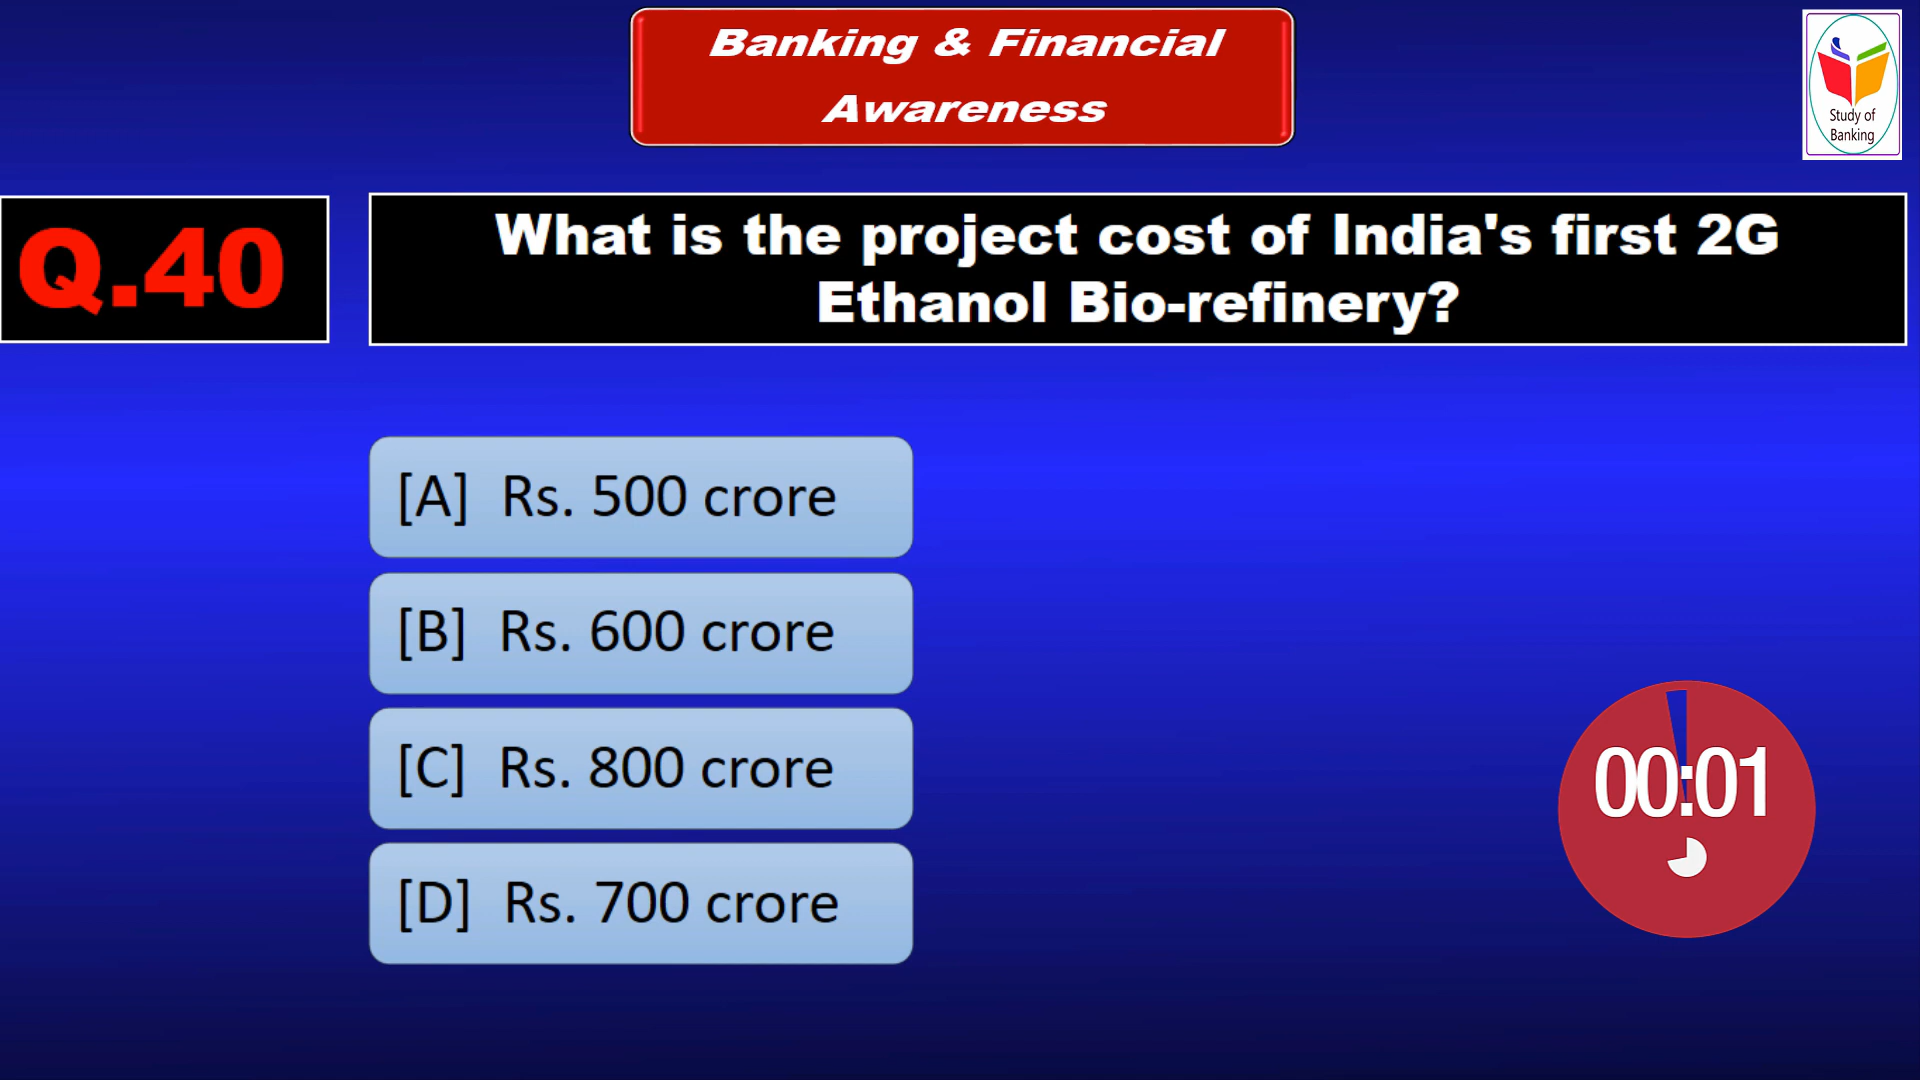 Banking & Financial
Awareness
Study of
Banking
Q.40
What is the project cost of India's first 2G
Ethanol Bio-refinery?
[A] Rs. 500 crore
[B] Rs. 600 crore
[C] Rs. 800 crore
[D] Rs. 700 crore
00:01